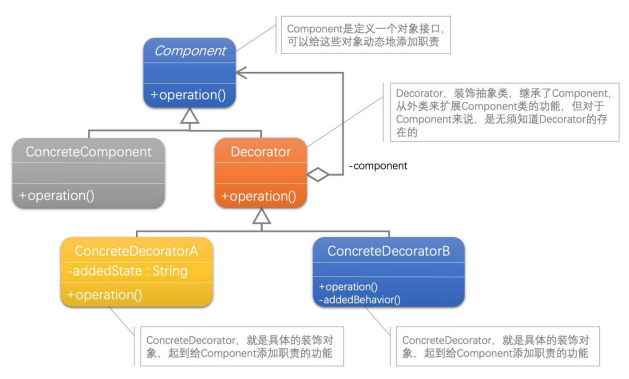 Component是定义一个对象接口，
可以给这些对象动态地添加职责
Component
+operation()
Decorator，装饰抽象类，继承了Component，
从外类来扩展Component类的功能，但对于
Component来说，是无须知道Decorator的存
在的
ConcreteComponent
+operation()
Decorator
+operation()
-component
ConcreteDecoratorA
-addedState : String
+operation()
ConcreteDecoratorB
+operation()
-addedBehavior()
ConcreteDecorator，就是具体的装饰对
象，起到给Component添加职责的功能
ConcreteDecorator，就是具体的装饰对
象，起到给Component添加职责的功能